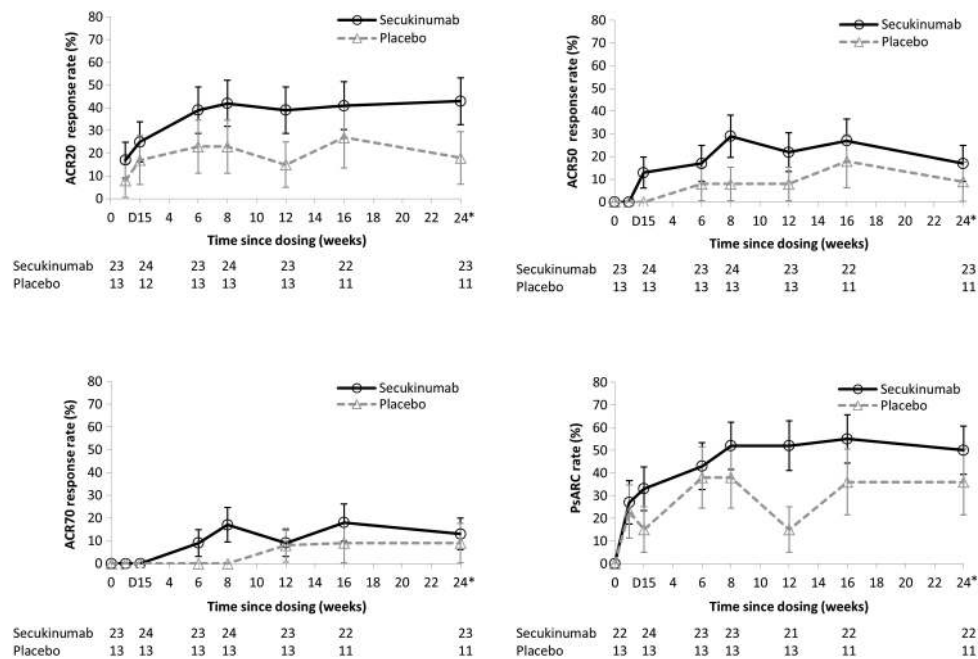 80
70
60
50
40
30
20
10
0
ACR20 response rate (%)
Secukinumab
Placebo
0 D15 4 6 8 10 12 14 16 18 20 22 24*
Time since dosing (weeks)
Secukinumab 23 24 23 24 23 22 23
Placebo 13 12 13 13 13 11 11
80
70
60
50
40
30
20
10
0
ACR50 response rate (%)
Secukinumab
Placebo
0 D15 4 6 8 10 12 14 16 18 20 22 24*
Time since dosing (weeks)
Secukinumab 23 24 23 24 23 22 23
Placebo 13 13 13 13 13 11 11
80
70
60
50
40
30
20
10
0
ACR70 response rate (%)
Secukinumab
Placebo
0 D15 4 6 8 10 12 14 16 18 20 22 24*
Time since dosing (weeks)
Secukinumab 23 24 23 24 23 22 23
Placebo 13 13 13 13 13 11 11
80
70
60
50
40
30
20
10
0
PsARC rate (%)
Secukinumab
Placebo
0 D15 4 6 8 10 12 14 16 18 20 22 24*
Time since dosing (weeks)
Secukinumab 22 24 23 23 21 22 22
Placebo 13 13 13 13 13 11 11